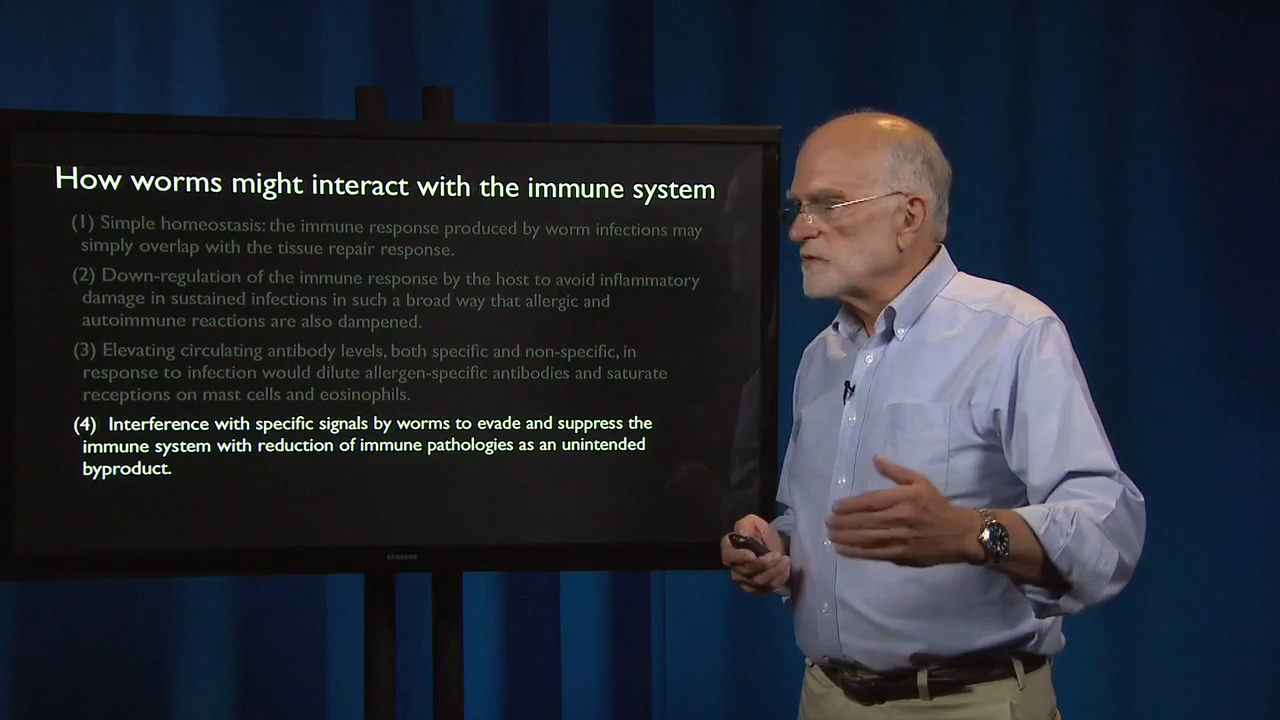 How worms might interact with the immune system
(1) Simple homeostasis: the immune response produced by worm infections may
simply overlap with the tissue repair response.
(2) Down-regulation of the immune response by the host to avoid inflammatory
damage in sustained infections in such a broad way that allergic and
autoimmune reactions are also dampened.
(3) Elevating circulating antibody levels, both specific and non-specific, in
response to infection would dilute allergen-specific antibodies and saturate
receptions on mast cells and eosinophils.
(4) Interference with specific signals by worms to evade and suppress the
immune system with reduction of immune pathologies as an unintended
byproduct.
SAMSUNG